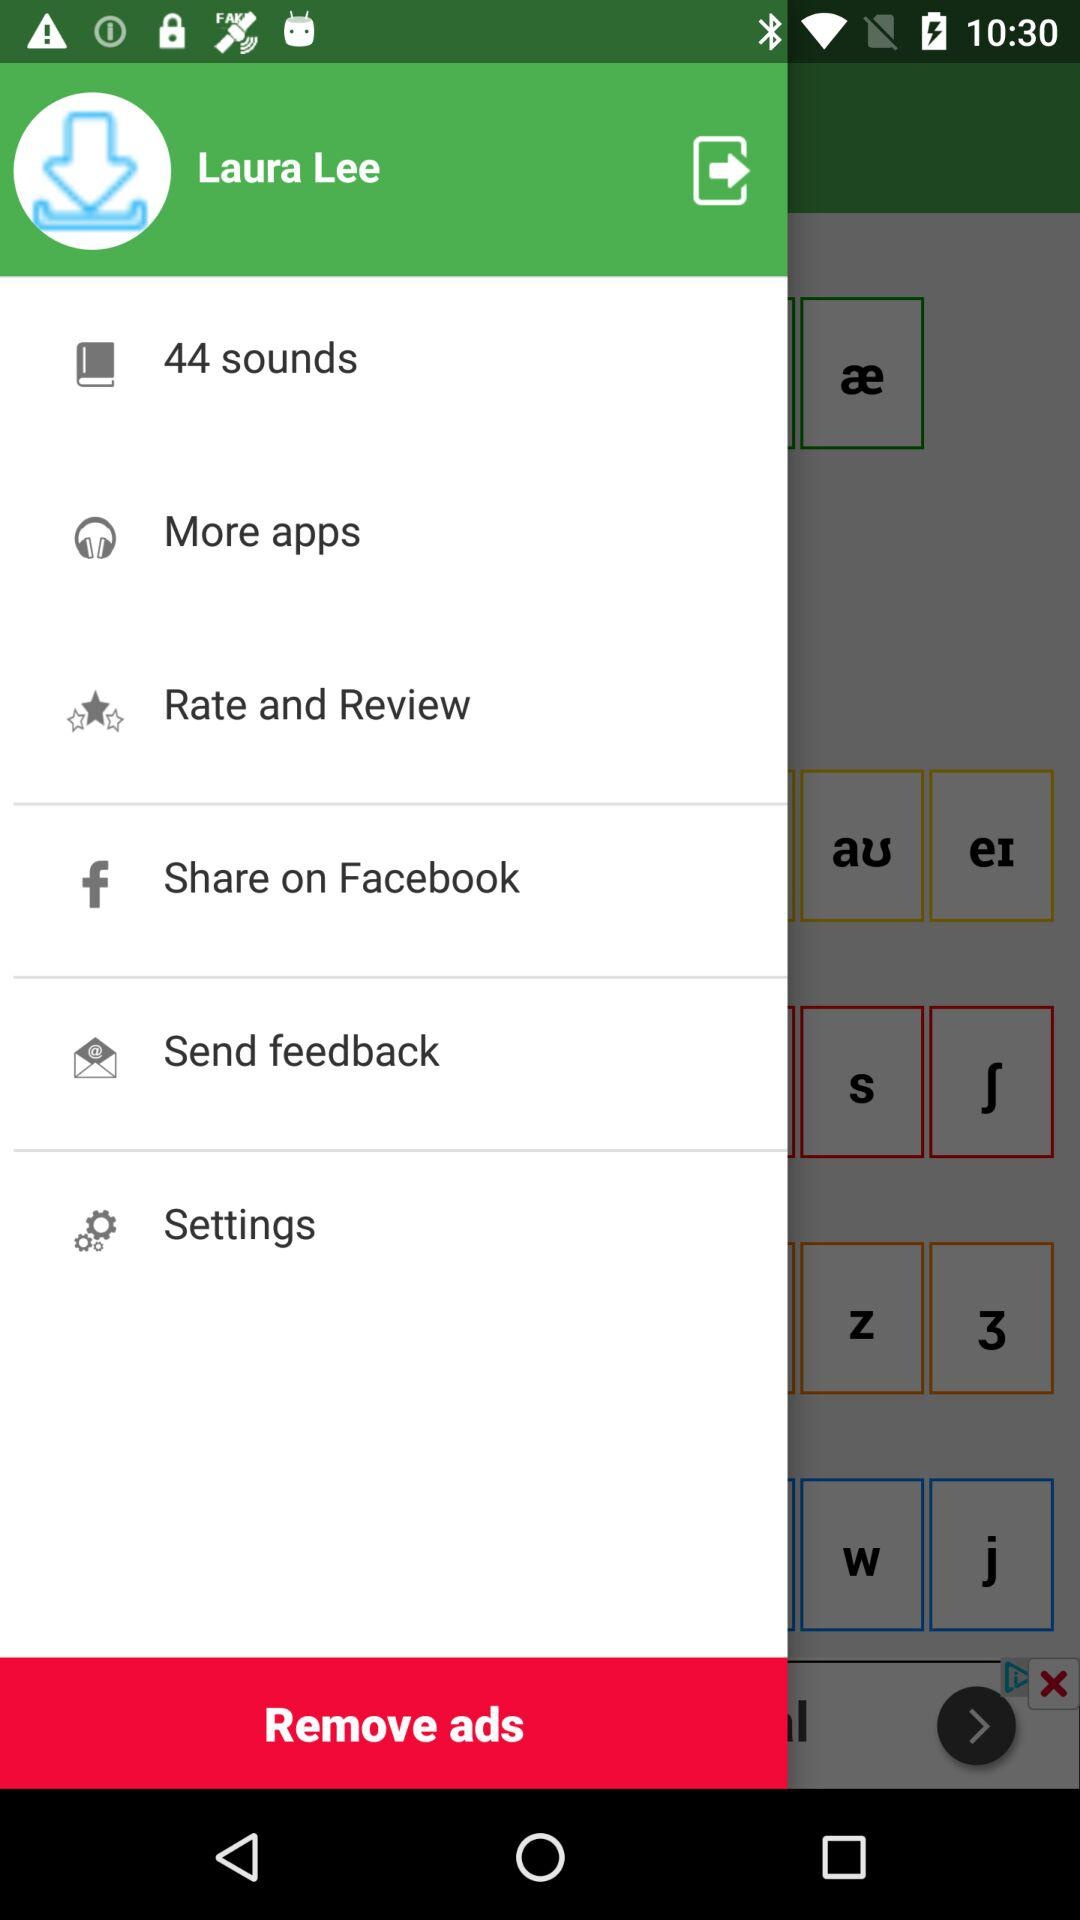 FAKE
10:30
Laura Lee
44 sounds
æ
More apps
Rate and Review
aʊ eɪ
Share on Facebook
s ʃ
Send feedback
Settings
z ʒ
w j
Remove ads